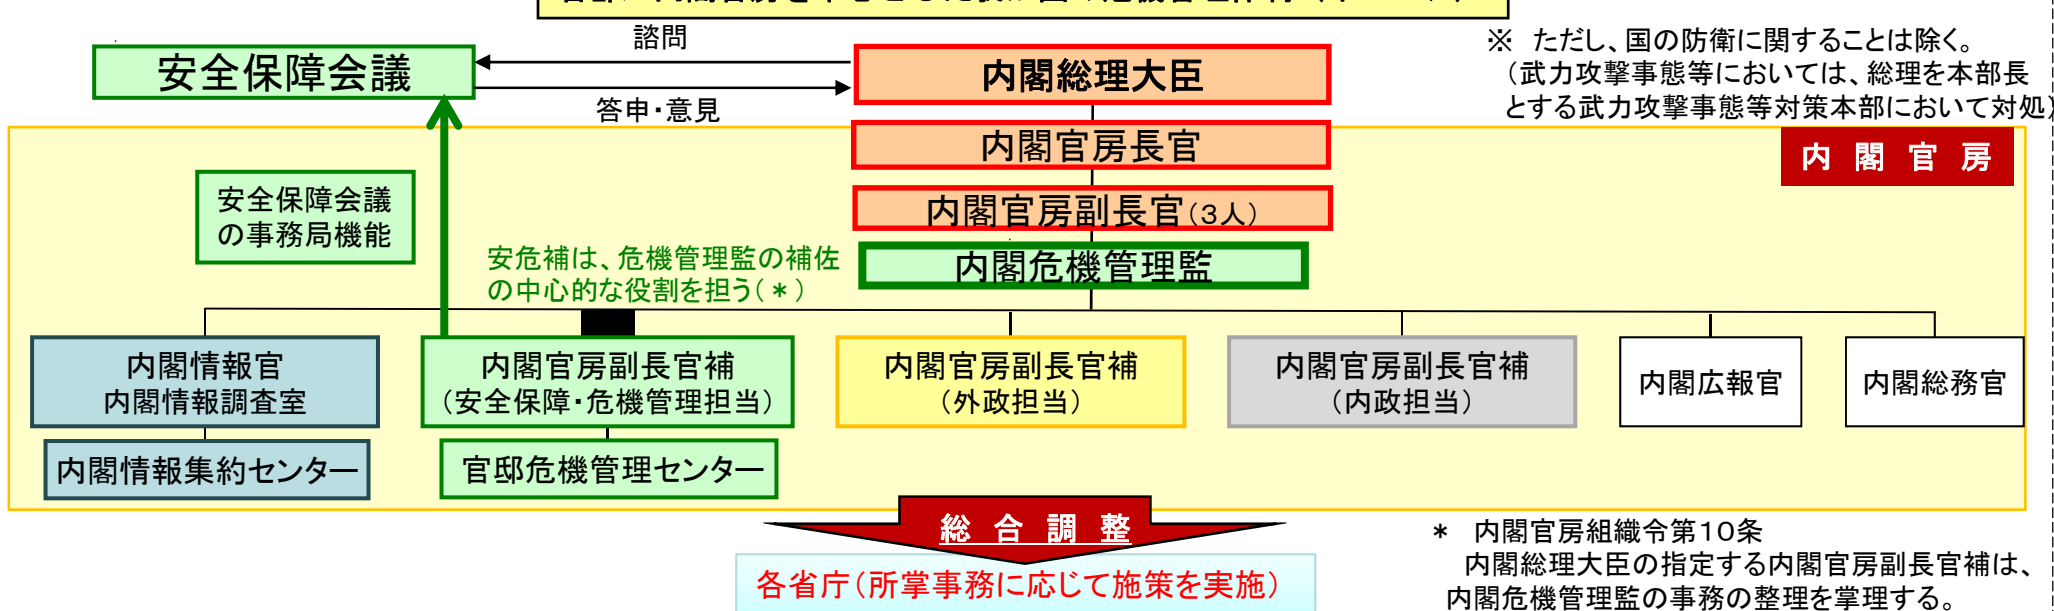 諮問
※ ただし、国の防衛に関することは除く。
（武力攻撃事態等においては、総理を本部長
とする武力攻撃事態等対策本部において対処）
安全保障会議
内閣総理大臣
答申・意見
内閣官房長官
内閣官房
安全保障会議
の事務局機能
内閣官房副長官（3人）
安危補は、危機管理監の補佐
の中心的な役割を担う（＊）
内閣危機管理監
内閣情報官
内閣情報調査室
内閣官房副長官補
（安全保障・危機管理担当）
内閣官房副長官補
（外政担当）
内閣官房副長官補
（内政担当）
内閣広報官
内閣総務官
内閣情報集約センター
官邸危機管理センター
総合調整
各省庁（所掌事務に応じて施策を実施）
＊ 内閣官房組織令第10条
内閣総理大臣の指定する内閣官房副長官補は、
内閣危機管理監の事務の整理を掌理する。